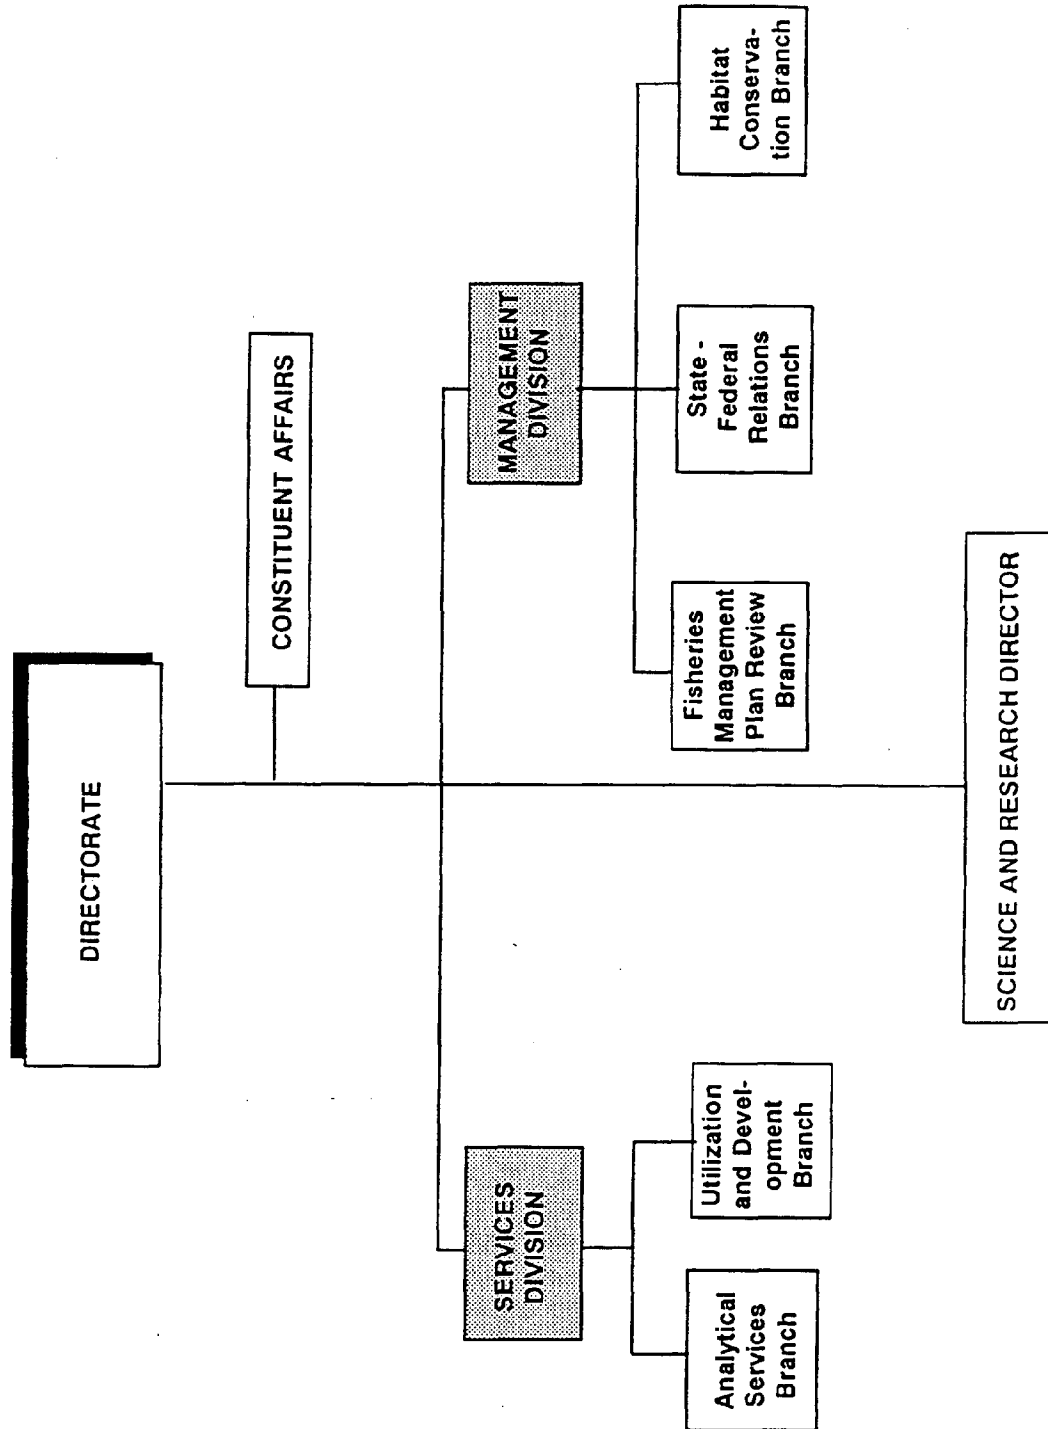 DIRECTORATE
CONSTITUENT AFFAIRS
SERVICES
DIVISION
MANAGEMENT
DIVISION
Analytical
Services
Branch
Utilization
and Devel-
opment
Branch
Fisheries
Management
Plan Review
Branch
State -
Federal
Relations
Branch
Habitat
Conserva-
tion Branch
SCIENCE AND RESEARCH DIRECTOR